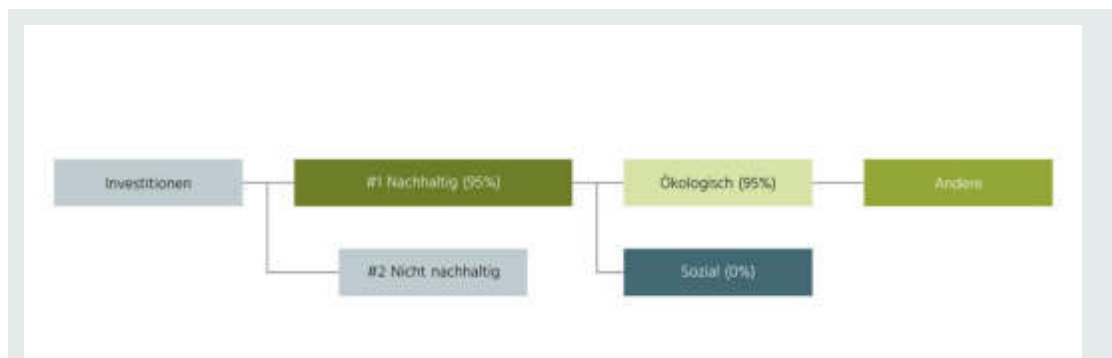 Investitionen
#1 Nachhaltig (95%)
Ökologisch (95%)
Andere
#2 Nicht nachhaltig
Sozial (0%)